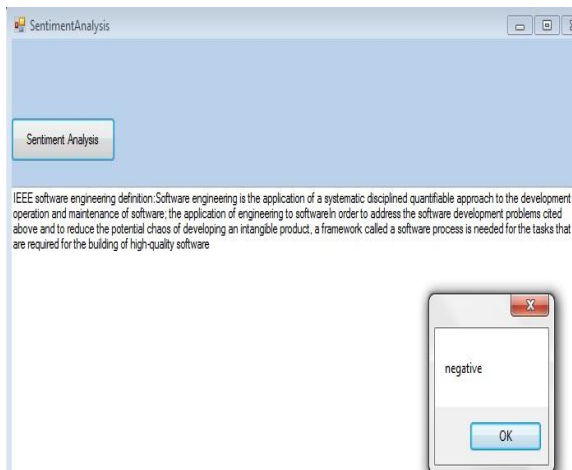 SentimentAnalysis
Sentiment Analysis
IEEE software engineering definition:Software engineering is the application of a systematic disciplined quantifiable approach to the development
operation and maintenance of software; the application of engineering to softwareIn order to address the software development problems cited
above and to reduce the potential chaos of developing an intangible product, a framework called a software process is needed for the tasks that
are required for the building of high-quality software
negative
OK